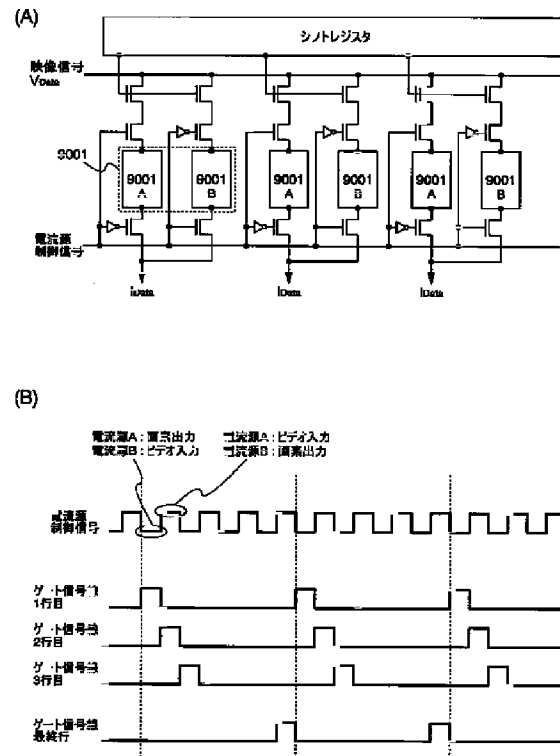 (A)
シフトレジスタ
映像信号
VData
9001
9001
A
9001
B
9001
A
9001
B
9001
A
9001
B
電流源
制御信号
IData
IData
IData
(B)
電流源A：画素出力
電流源B：ビデオ入力
電流源A：ビデオ入力
電流源B：画素出力
電流源
制御信号
ゲート信号線
1行目
ゲート信号線
2行目
ゲート信号線
3行目
ゲート信号線
最終行